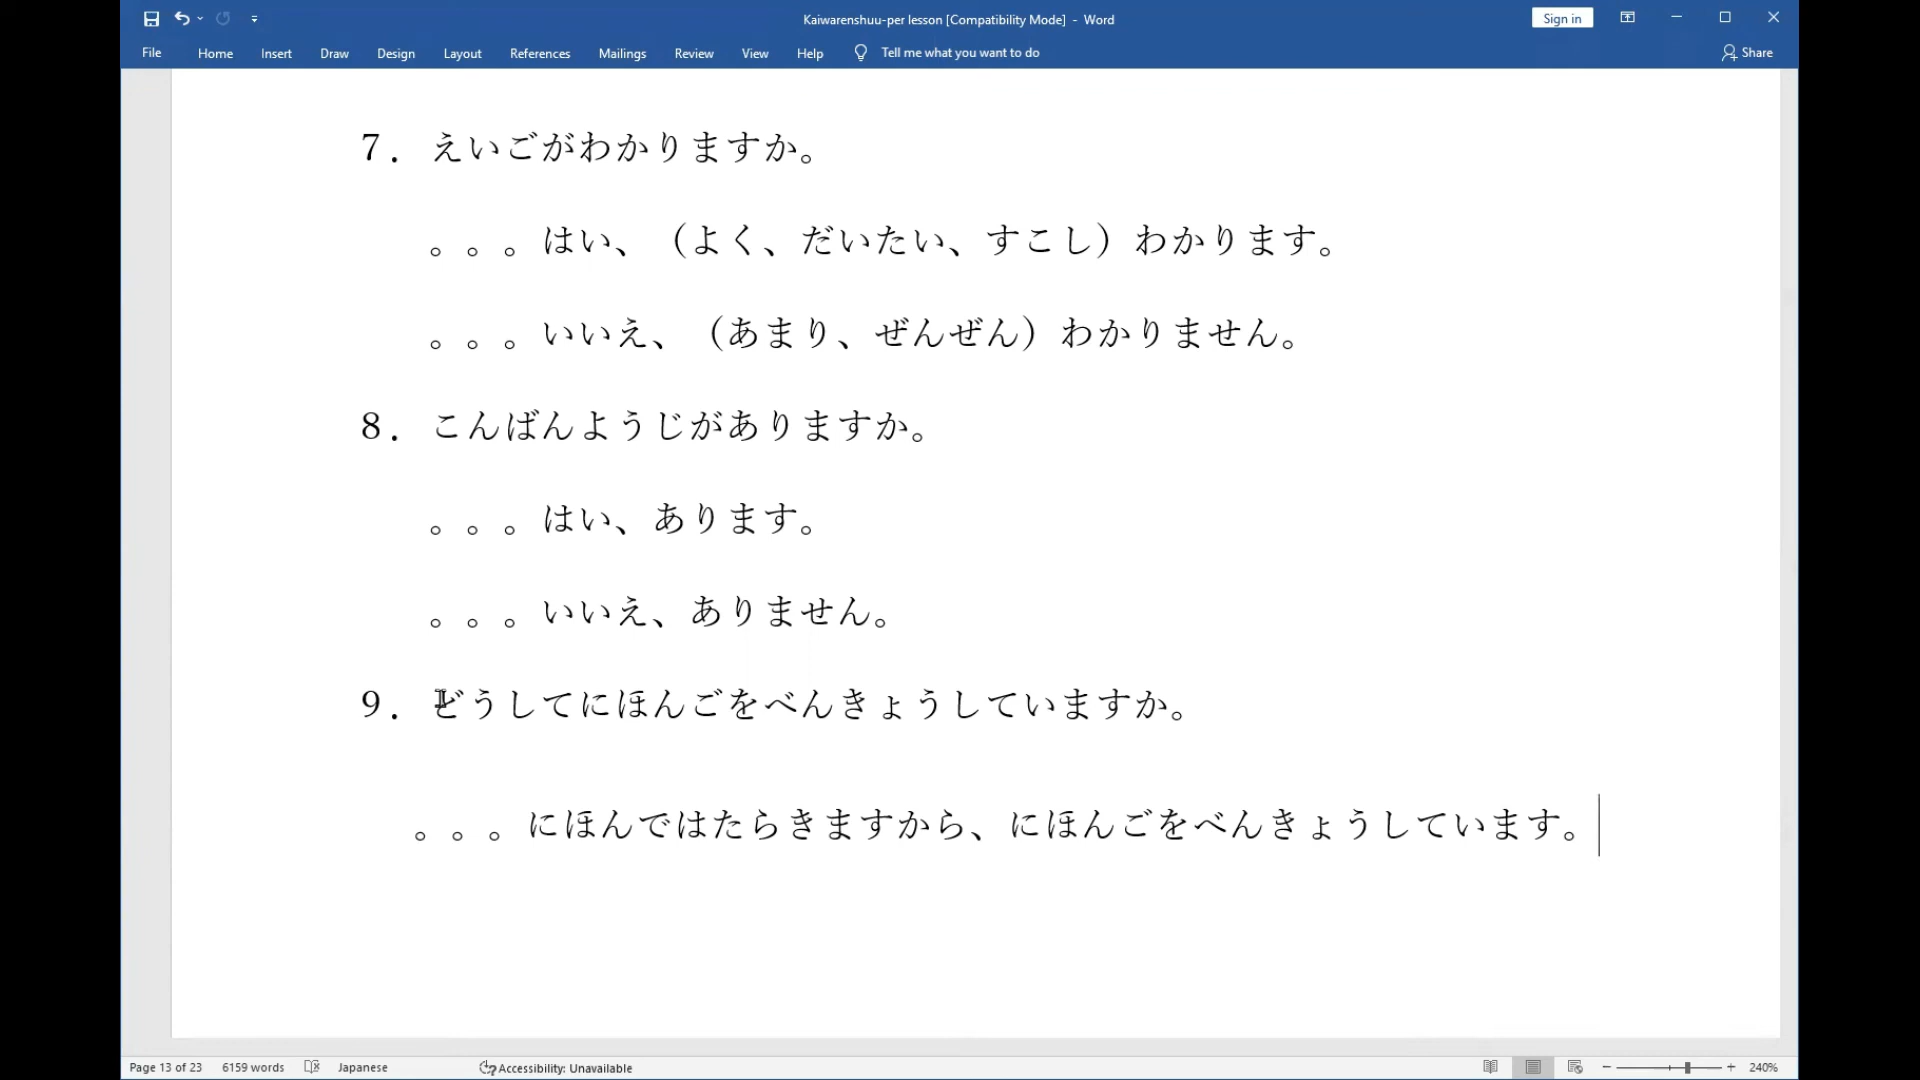 Kaiwarenshuu-per lesson [Compatibility Mode] - Word
Sign in
File Home Insert Draw Design Layout References Mailings Review View Help Tell me what you want to do Share
７．えいごがわかりますか。
。。。はい、（よく、だいたい、すこし）わかります。
。。。いいえ、（あまり、ぜんぜん）わかりません。
８．こんばんようじがありますか。
。。。はい、あります。
。。。いいえ、ありません。
９．どうしてにほんごをべんきょうしていますか。
。。。にほんではたらきますから、にほんごをべんきょうしています。
Page 13 of 23 6159 words Japanese Accessibility: Unavailable 240%